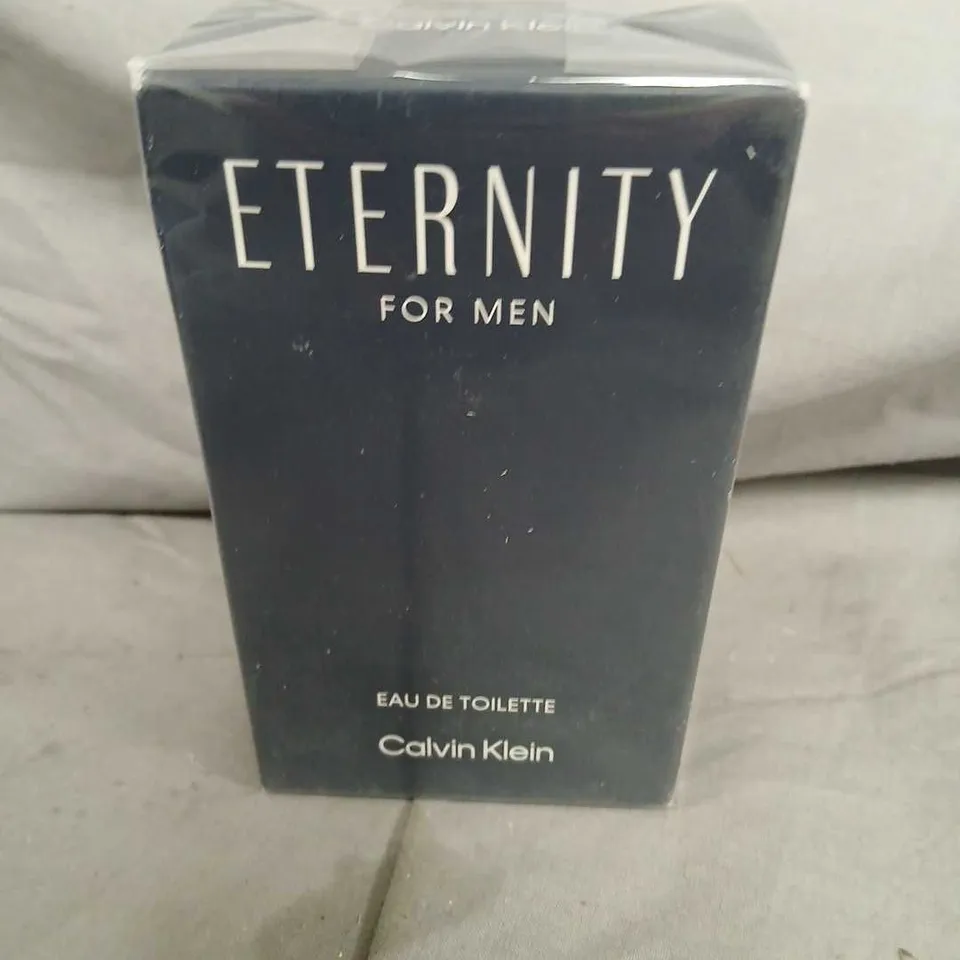 ETERNITY
FOR MEN
EAU DE TOILETTE
Calvin Klein